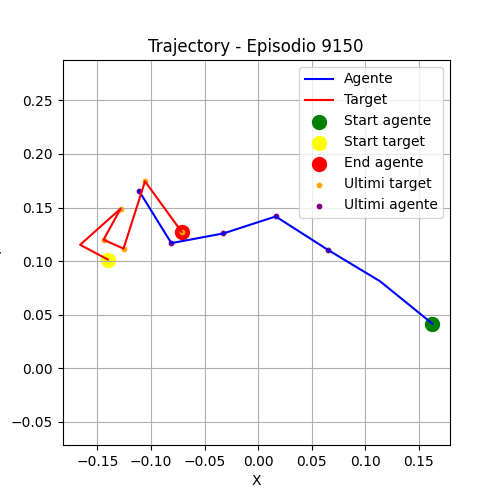 Trajectory - Episodio 9150
Agente
Target
Start agente
Start target
End agente
Ultimi target
Ultimi agente
0.25
0.20
0.15
0.10
0.05
0.00
−0.05
−0.15
−0.10
−0.05
0.00
0.05
0.10
0.15
X